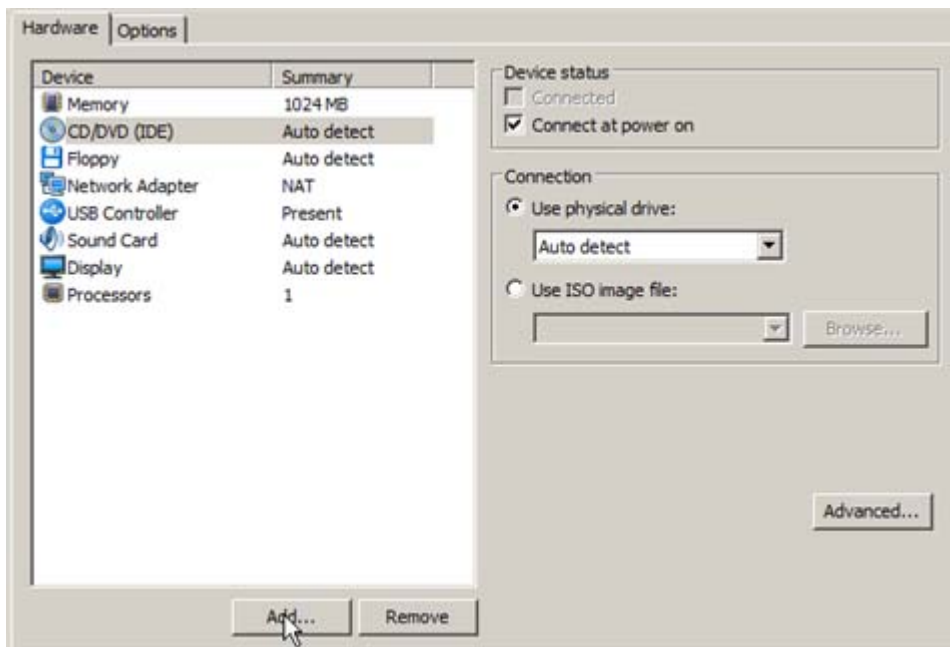 Hardware Options
Device Summary
Memory 1024 MB
CD/DVD (IDE) Auto detect
Floppy Auto detect
Network Adapter NAT
USB Controller Present
Sound Card Auto detect
Display Auto detect
Processors 1
Add... Remove
Device status
Connected
Connect at power on
Connection
Use physical drive:
Auto detect
Use ISO image file:
Browse...
Advanced...